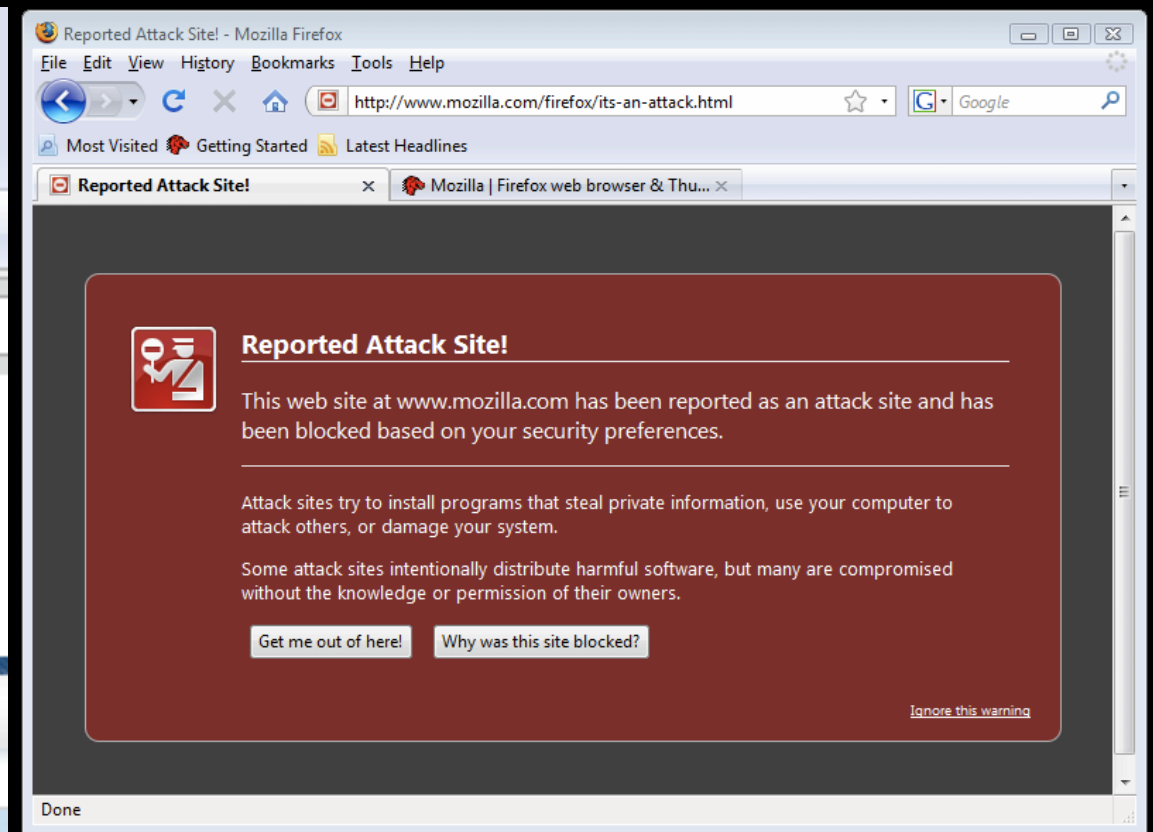 Reported Attack Site! - Mozilla Firefox
File Edit View History Bookmarks Tools Help
http://www.mozilla.com/firefox/its-an-attack.html G Google
Most Visited Getting Started Latest Headlines
Reported Attack Site! Mozilla | Firefox web browser & Thu...
Reported Attack Site!
This web site at www.mozilla.com has been reported as an attack site and has
been blocked based on your security preferences.
Attack sites try to install programs that steal private information, use your computer to
attack others, or damage your system.
Some attack sites intentionally distribute harmful software, but many are compromised
without the knowledge or permission of their owners.
Get me out of here! Why was this site blocked?
Ignore this warning
Done